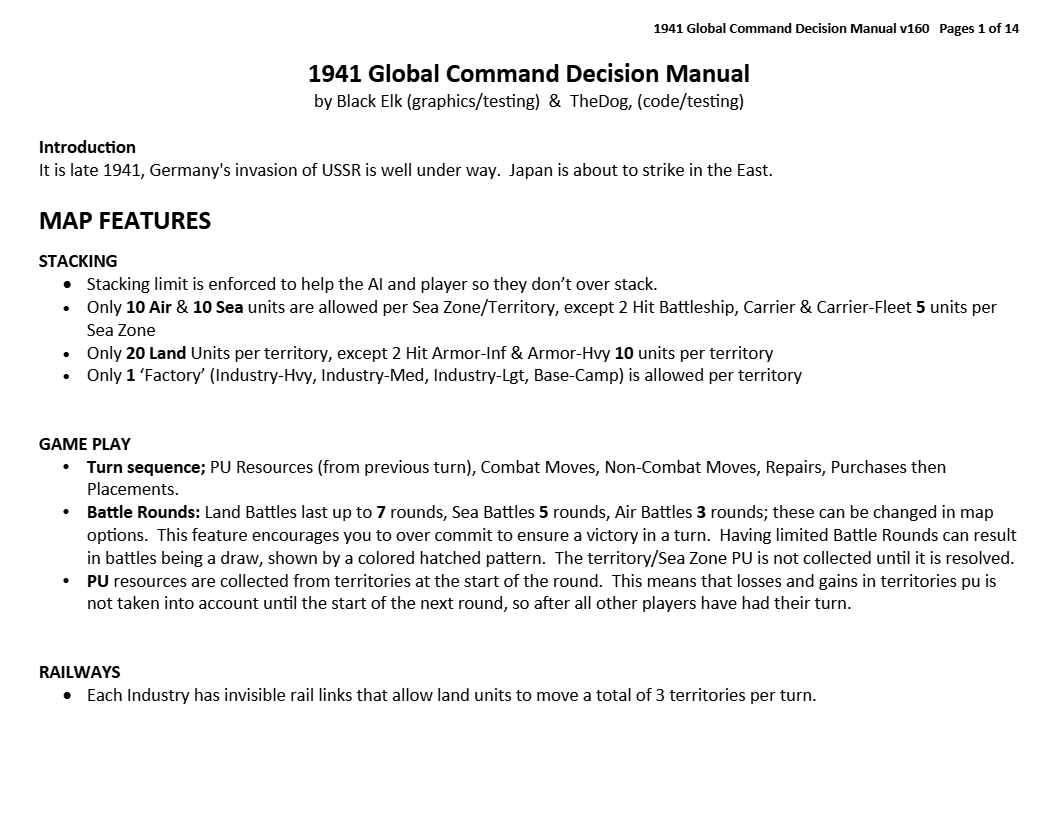 1941 Global Command Decision Manual v160   Pages 1 of 14
1941 Global Command Decision Manual
by Black Elk (graphics/testing)  &  TheDog, (code/testing)
Introduction
It is late 1941, Germany's invasion of USSR is well under way.  Japan is about to strike in the East.
MAP FEATURES
STACKING
• Stacking limit is enforced to help the AI and player so they don’t over stack.
• Only 10 Air & 10 Sea units are allowed per Sea Zone/Territory, except 2 Hit Battleship, Carrier & Carrier-Fleet 5 units per
Sea Zone
• Only 20 Land Units per territory, except 2 Hit Armor-Inf & Armor-Hvy 10 units per territory
• Only 1 ‘Factory’ (Industry-Hvy, Industry-Med, Industry-Lgt, Base-Camp) is allowed per territory
GAME PLAY
• Turn sequence; PU Resources (from previous turn), Combat Moves, Non-Combat Moves, Repairs, Purchases then
Placements.
• Battle Rounds: Land Battles last up to 7 rounds, Sea Battles 5 rounds, Air Battles 3 rounds; these can be changed in map
options.  This feature encourages you to over commit to ensure a victory in a turn.  Having limited Battle Rounds can result
in battles being a draw, shown by a colored hatched pattern.  The territory/Sea Zone PU is not collected until it is resolved.
• PU resources are collected from territories at the start of the round.  This means that losses and gains in territories pu is
not taken into account until the start of the next round, so after all other players have had their turn.
RAILWAYS
• Each Industry has invisible rail links that allow land units to move a total of 3 territories per turn.